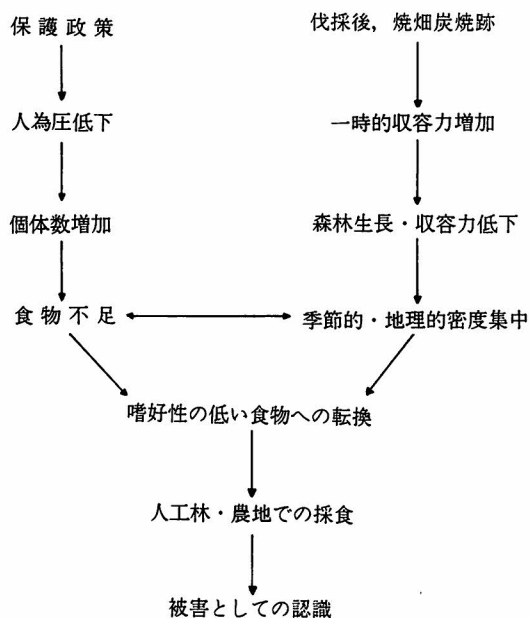 保護政策
伐採後，焼畑炭焼跡
人為圧低下
一時的収容力増加
個体数増加
森林生長・収容力低下
食物不足
季節的・地理的密度集中
嗜好性の低い食物への転換
人工林・農地での採食
被害としての認識